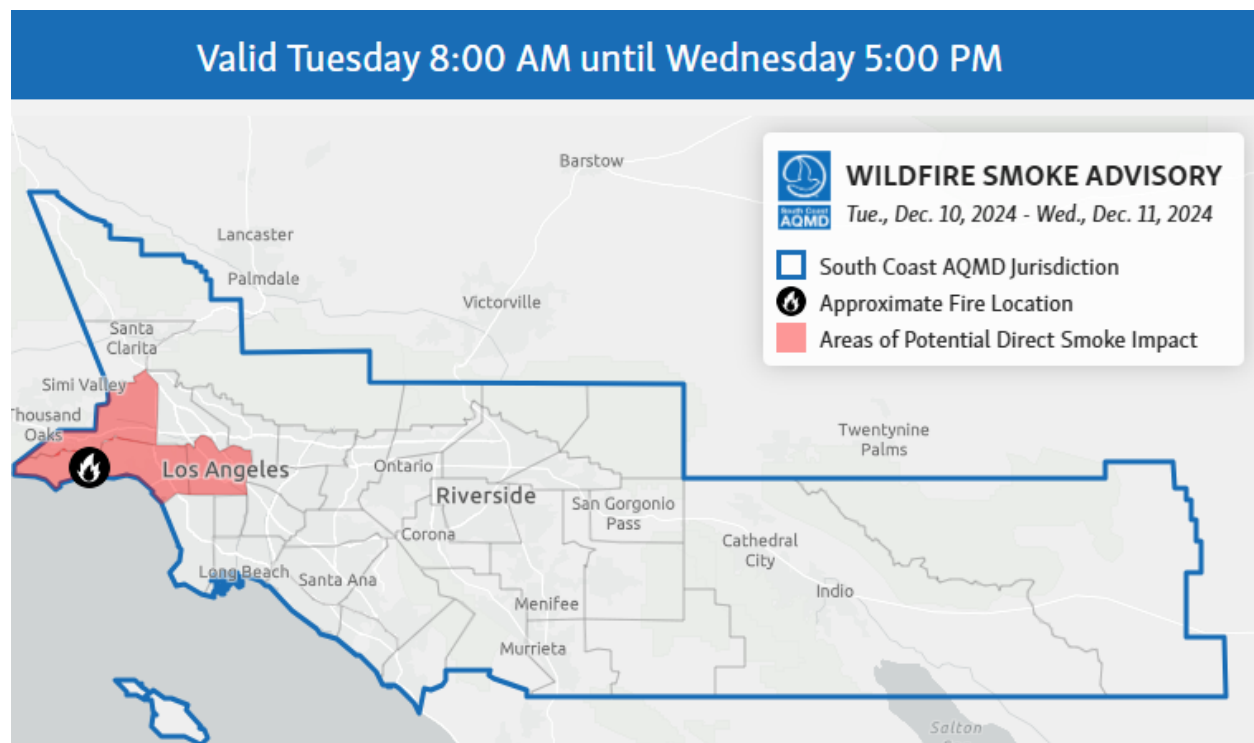 Valid Tuesday 8:00 AM until Wednesday 5:00 PM
Barstow
WILDFIRE SMOKE ADVISORY
Tue., Dec. 10, 2024 - Wed., Dec. 11, 2024
South Coast
AQMD
South Coast AQMD Jurisdiction
Approximate Fire Location
Areas of Potential Direct Smoke Impact
Lancaster
Palmdale
Victorville
Santa
Clarita
Simi Valley
Thousand
Oaks
Los Angeles
Ontario
Riverside
San Gorgonio
Pass
Twentynine
Palms
Corona
Cathedral
City
Long Beach
Santa Ana
Indio
Menifee
Murrieta
Salton